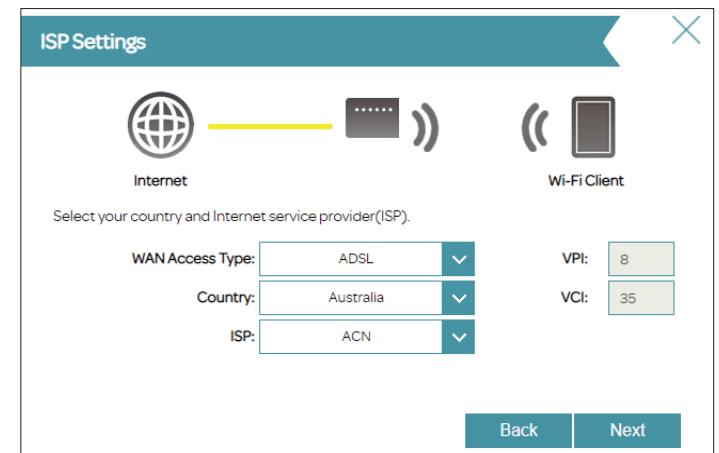 ISP Settings
Internet
Wi-Fi Client
Select your country and Internet service provider(ISP).
WAN Access Type: ADSL VPI: 8
Country: Australia VCI: 35
ISP: ACN
Back Next